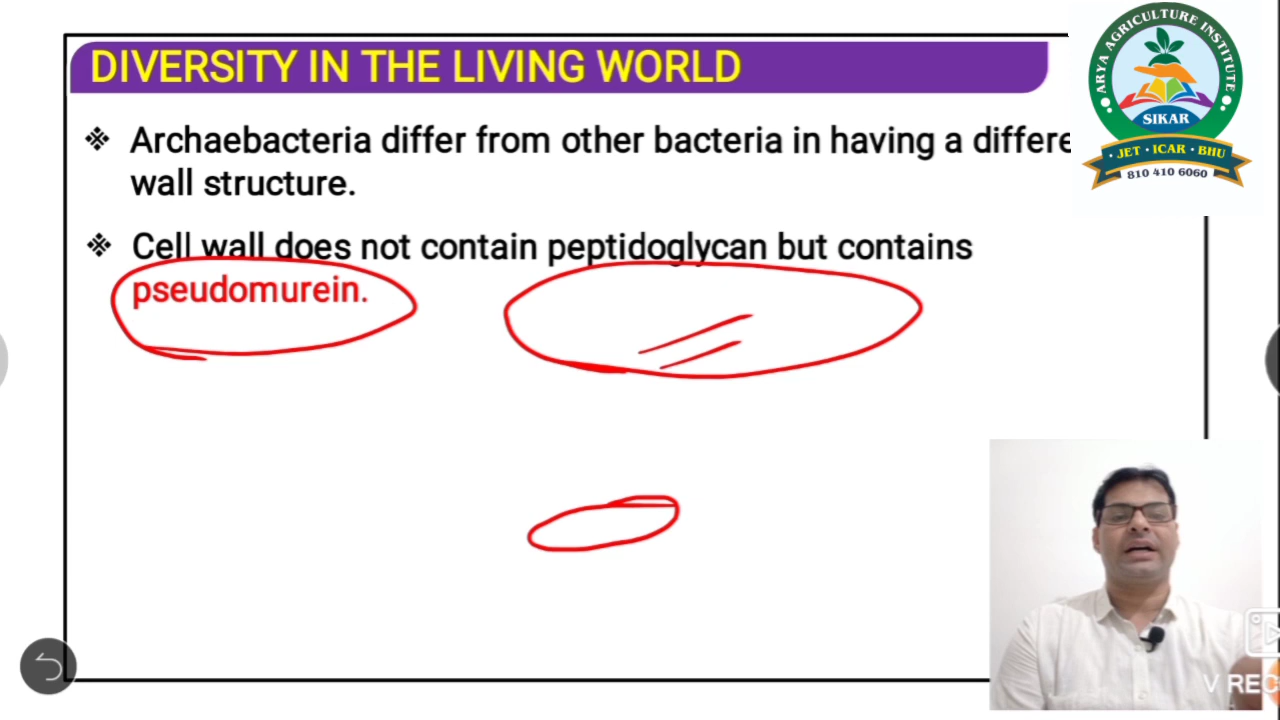 DIVERSITY IN THE LIVING WORLD
❖ Archaebacteria differ from other bacteria in having a differe
wall structure.
❖ Cell wall does not contain peptidoglycan but contains
pseudomurein.
ARYA AGRICULTURE INSTITUTE
SIKAR
· JET · ICAR · BHU
810 410 6060
V REC